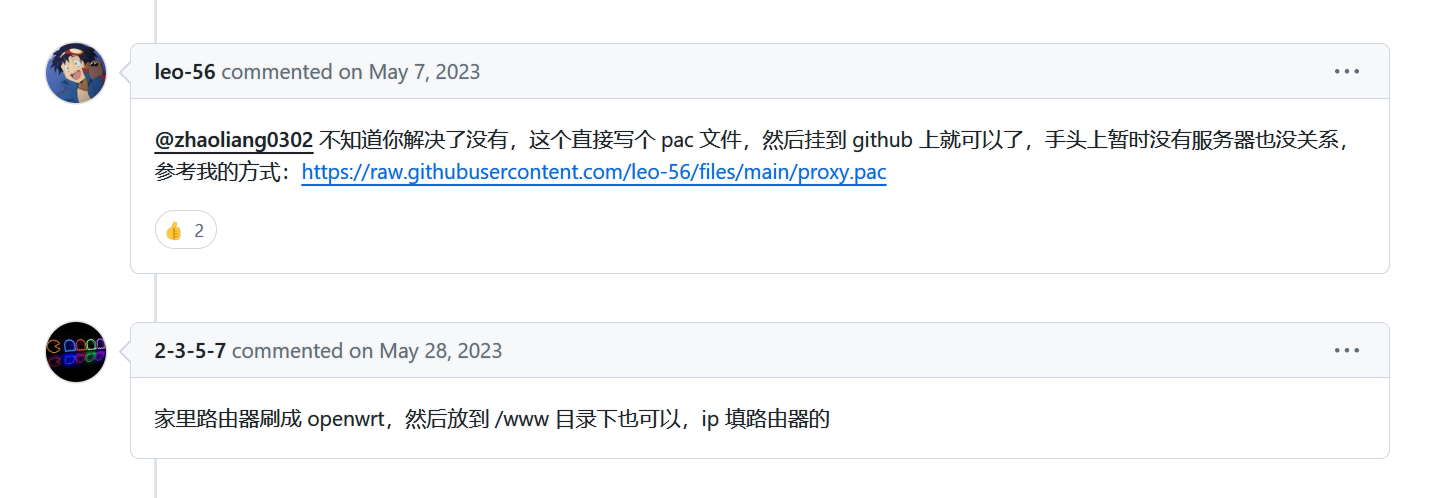 leo-56 commented on May 7, 2023
@zhaoliang0302 不知道你解决了没有，这个直接写个 pac 文件，然后挂到 github 上就可以了，手头上暂时没有服务器也没关系，
参考我的方式：https://raw.githubusercontent.com/leo-56/files/main/proxy.pac
👍 2
2-3-5-7 commented on May 28, 2023
家里路由器刷成 openwrt，然后放到 /www 目录下也可以，ip 填路由器的